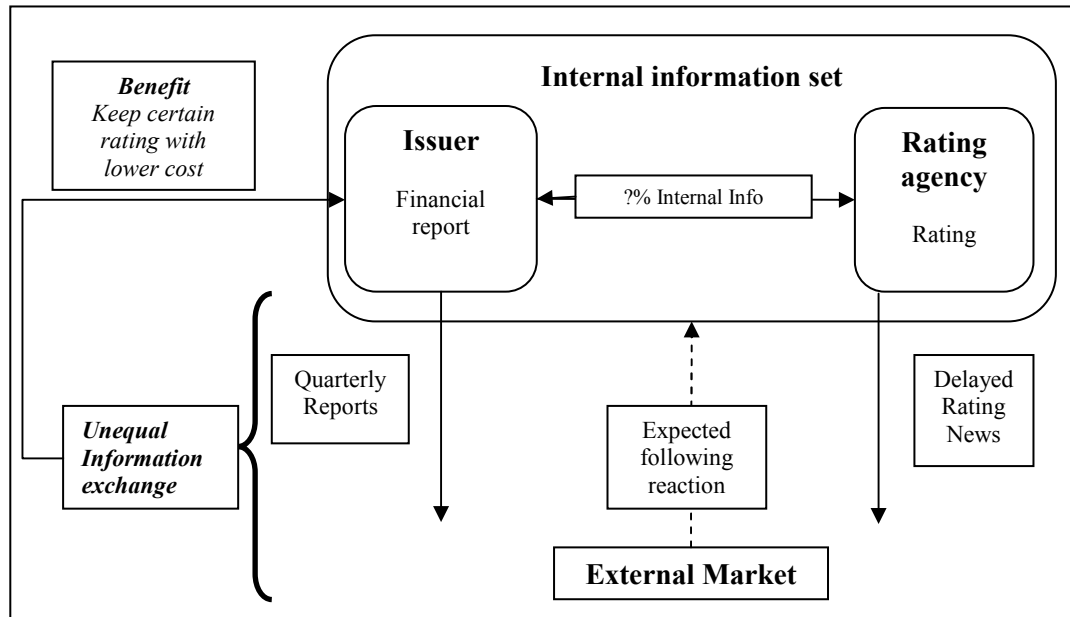 Internal information set
Benefit
Keep certain
rating with
lower cost
Issuer
Financial
report
?% Internal Info
Rating
agency
Rating
Quarterly
Reports
Unequal
Information
exchange
Expected
following
reaction
Delayed
Rating
News
External Market